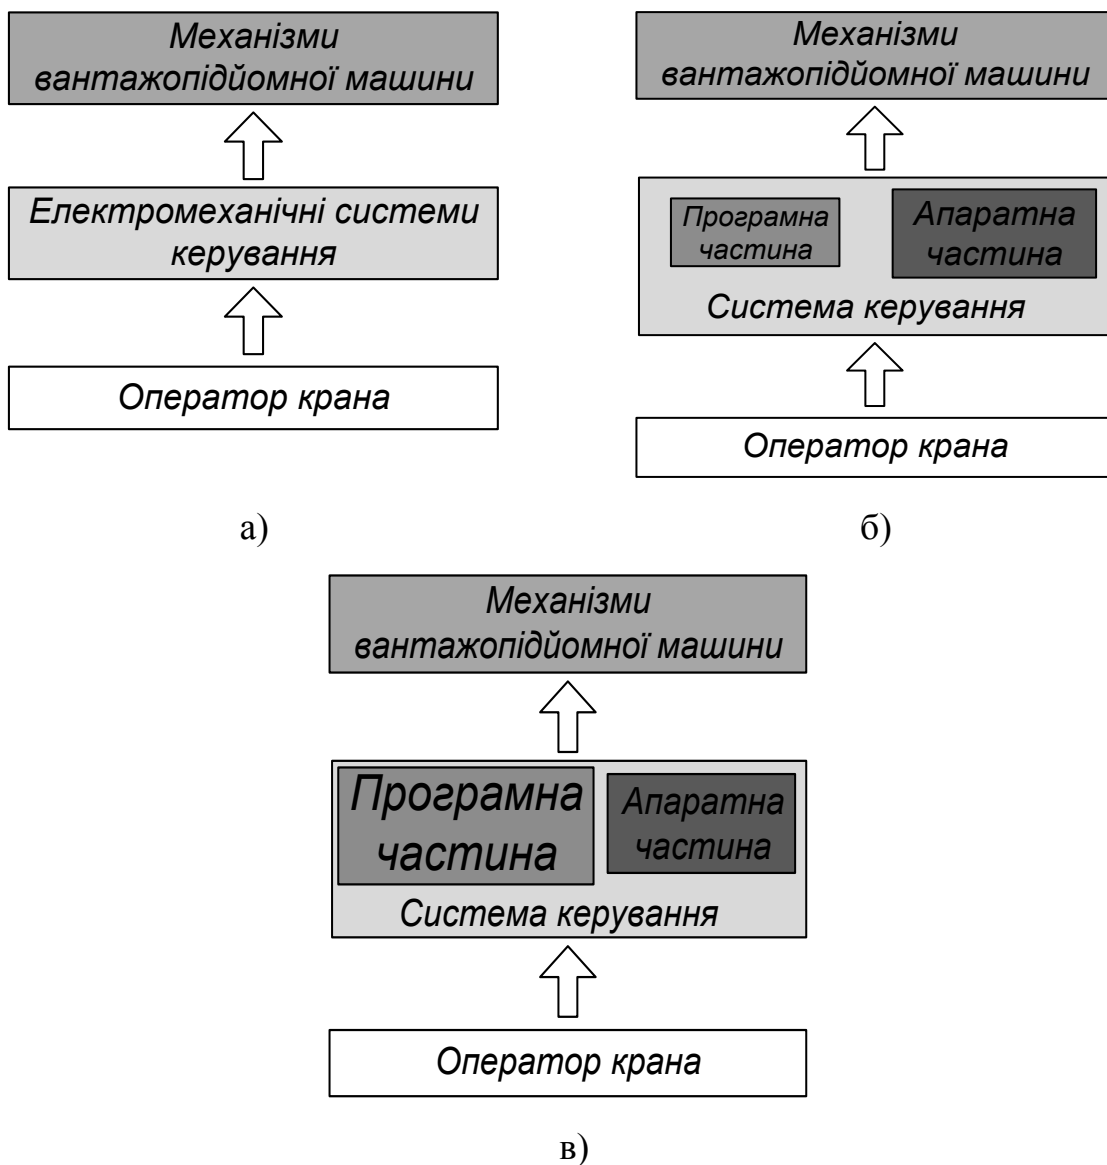 Механізми
вантажопідйомної машини
Електромеханічні системи
керування
Оператор крана
а)
Механізми
вантажопідйомної машини
Програмна
частина
Апаратна
частина
Система керування
Оператор крана
б)
Механізми
вантажопідйомної машини
Програмна
частина
Апаратна
частина
Система керування
Оператор крана
в)